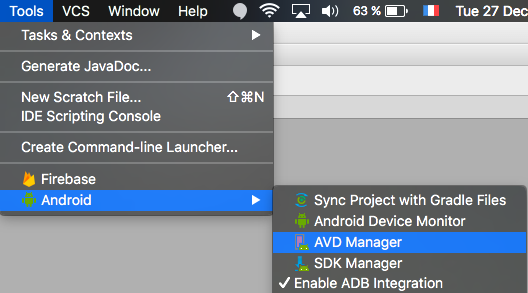 Tools VCS Window Help 63 % Tue 27 Dec
Tasks & Contexts
Generate JavaDoc...
New Scratch File... ⇧⌘N
IDE Scripting Console
Create Command-line Launcher...
Firebase
Android
Sync Project with Gradle Files
Android Device Monitor
AVD Manager
SDK Manager
✓ Enable ADB Integration